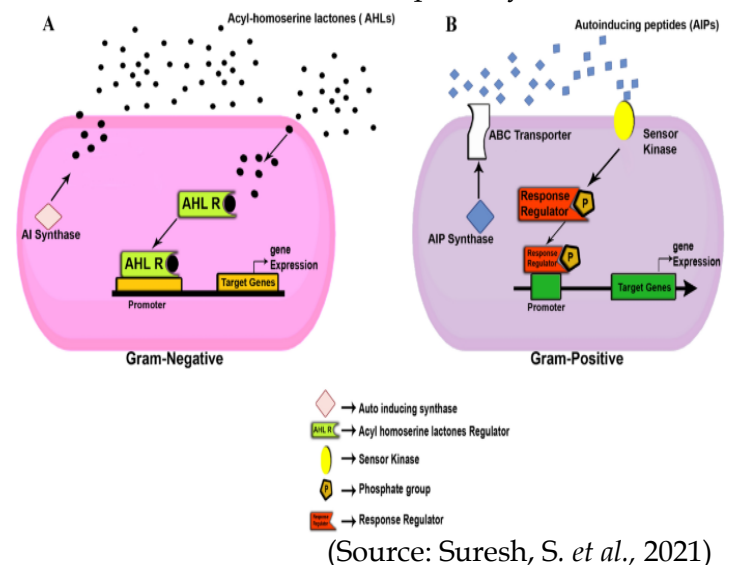 A
Acyl-homoserine lactones ( AHLs)
AI Synthase
AHL R
AHL R
Promoter
Target Genes
gene
Expression
Gram-Negative
B
Autoinducing peptides (AIPs)
ABC Transporter
Sensor
Kinase
AIP Synthase
Response
Regulator
P
Response
Regulator
P
Promoter
Target Genes
gene
Expression
Gram-Positive
Auto inducing synthase
AHL R
Acyl homoserine lactones Regulator
Sensor Kinase
P
Phosphate group
Response
Regulator
Response Regulator
(Source: Suresh, S. et al., 2021)